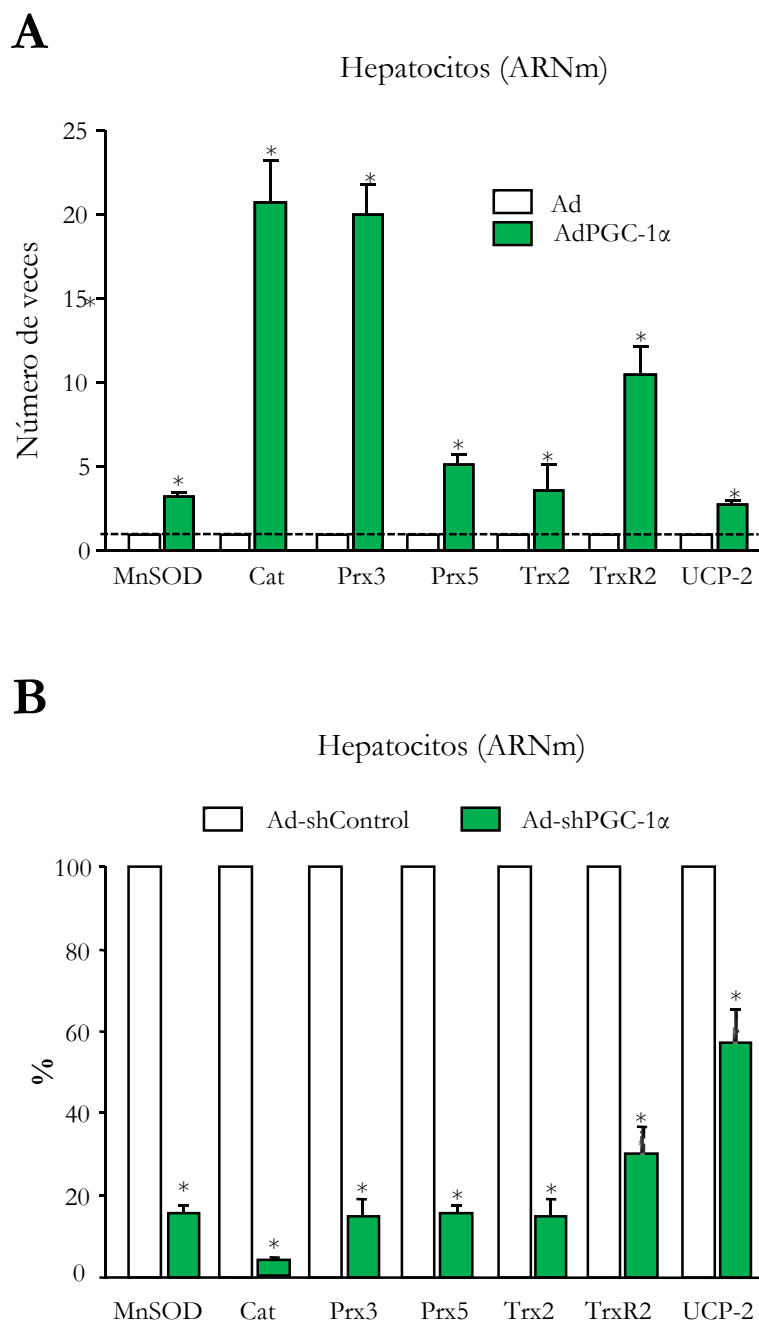 A
Hepatocitos (ARNm)
Número de veces
25
20
15
10
5
0
*
*
*
*
*
*
*
*
Ad
AdPGC-1α
MnSOD Cat Prx3 Prx5 Trx2 TrxR2 UCP-2
B
Hepatocitos (ARNm)
Ad-shControl Ad-shPGC-1α
%
100
80
60
40
20
0
*
*
*
*
*
*
*
MnSOD Cat Prx3 Prx5 Trx2 TrxR2 UCP-2